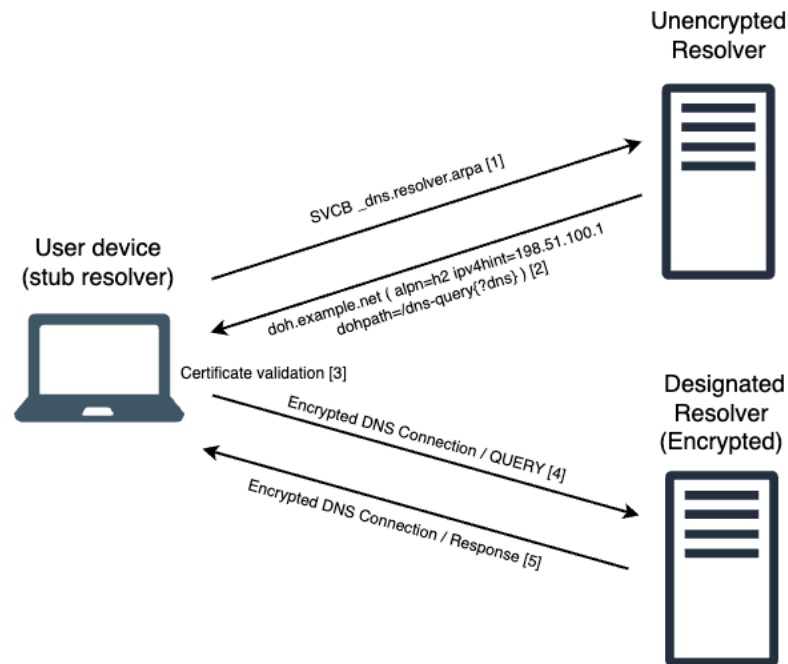 Unencrypted
Resolver
SVCB _dns.resolver.arpa [1]
User device
(stub resolver)
doh.example.net ( alpn=h2 ipv4hint=198.51.100.1
dohpath=/dns-query{?dns} ) [2]
Certificate validation [3]
Designated
Resolver
(Encrypted)
Encrypted DNS Connection / QUERY [4]
Encrypted DNS Connection / Response [5]